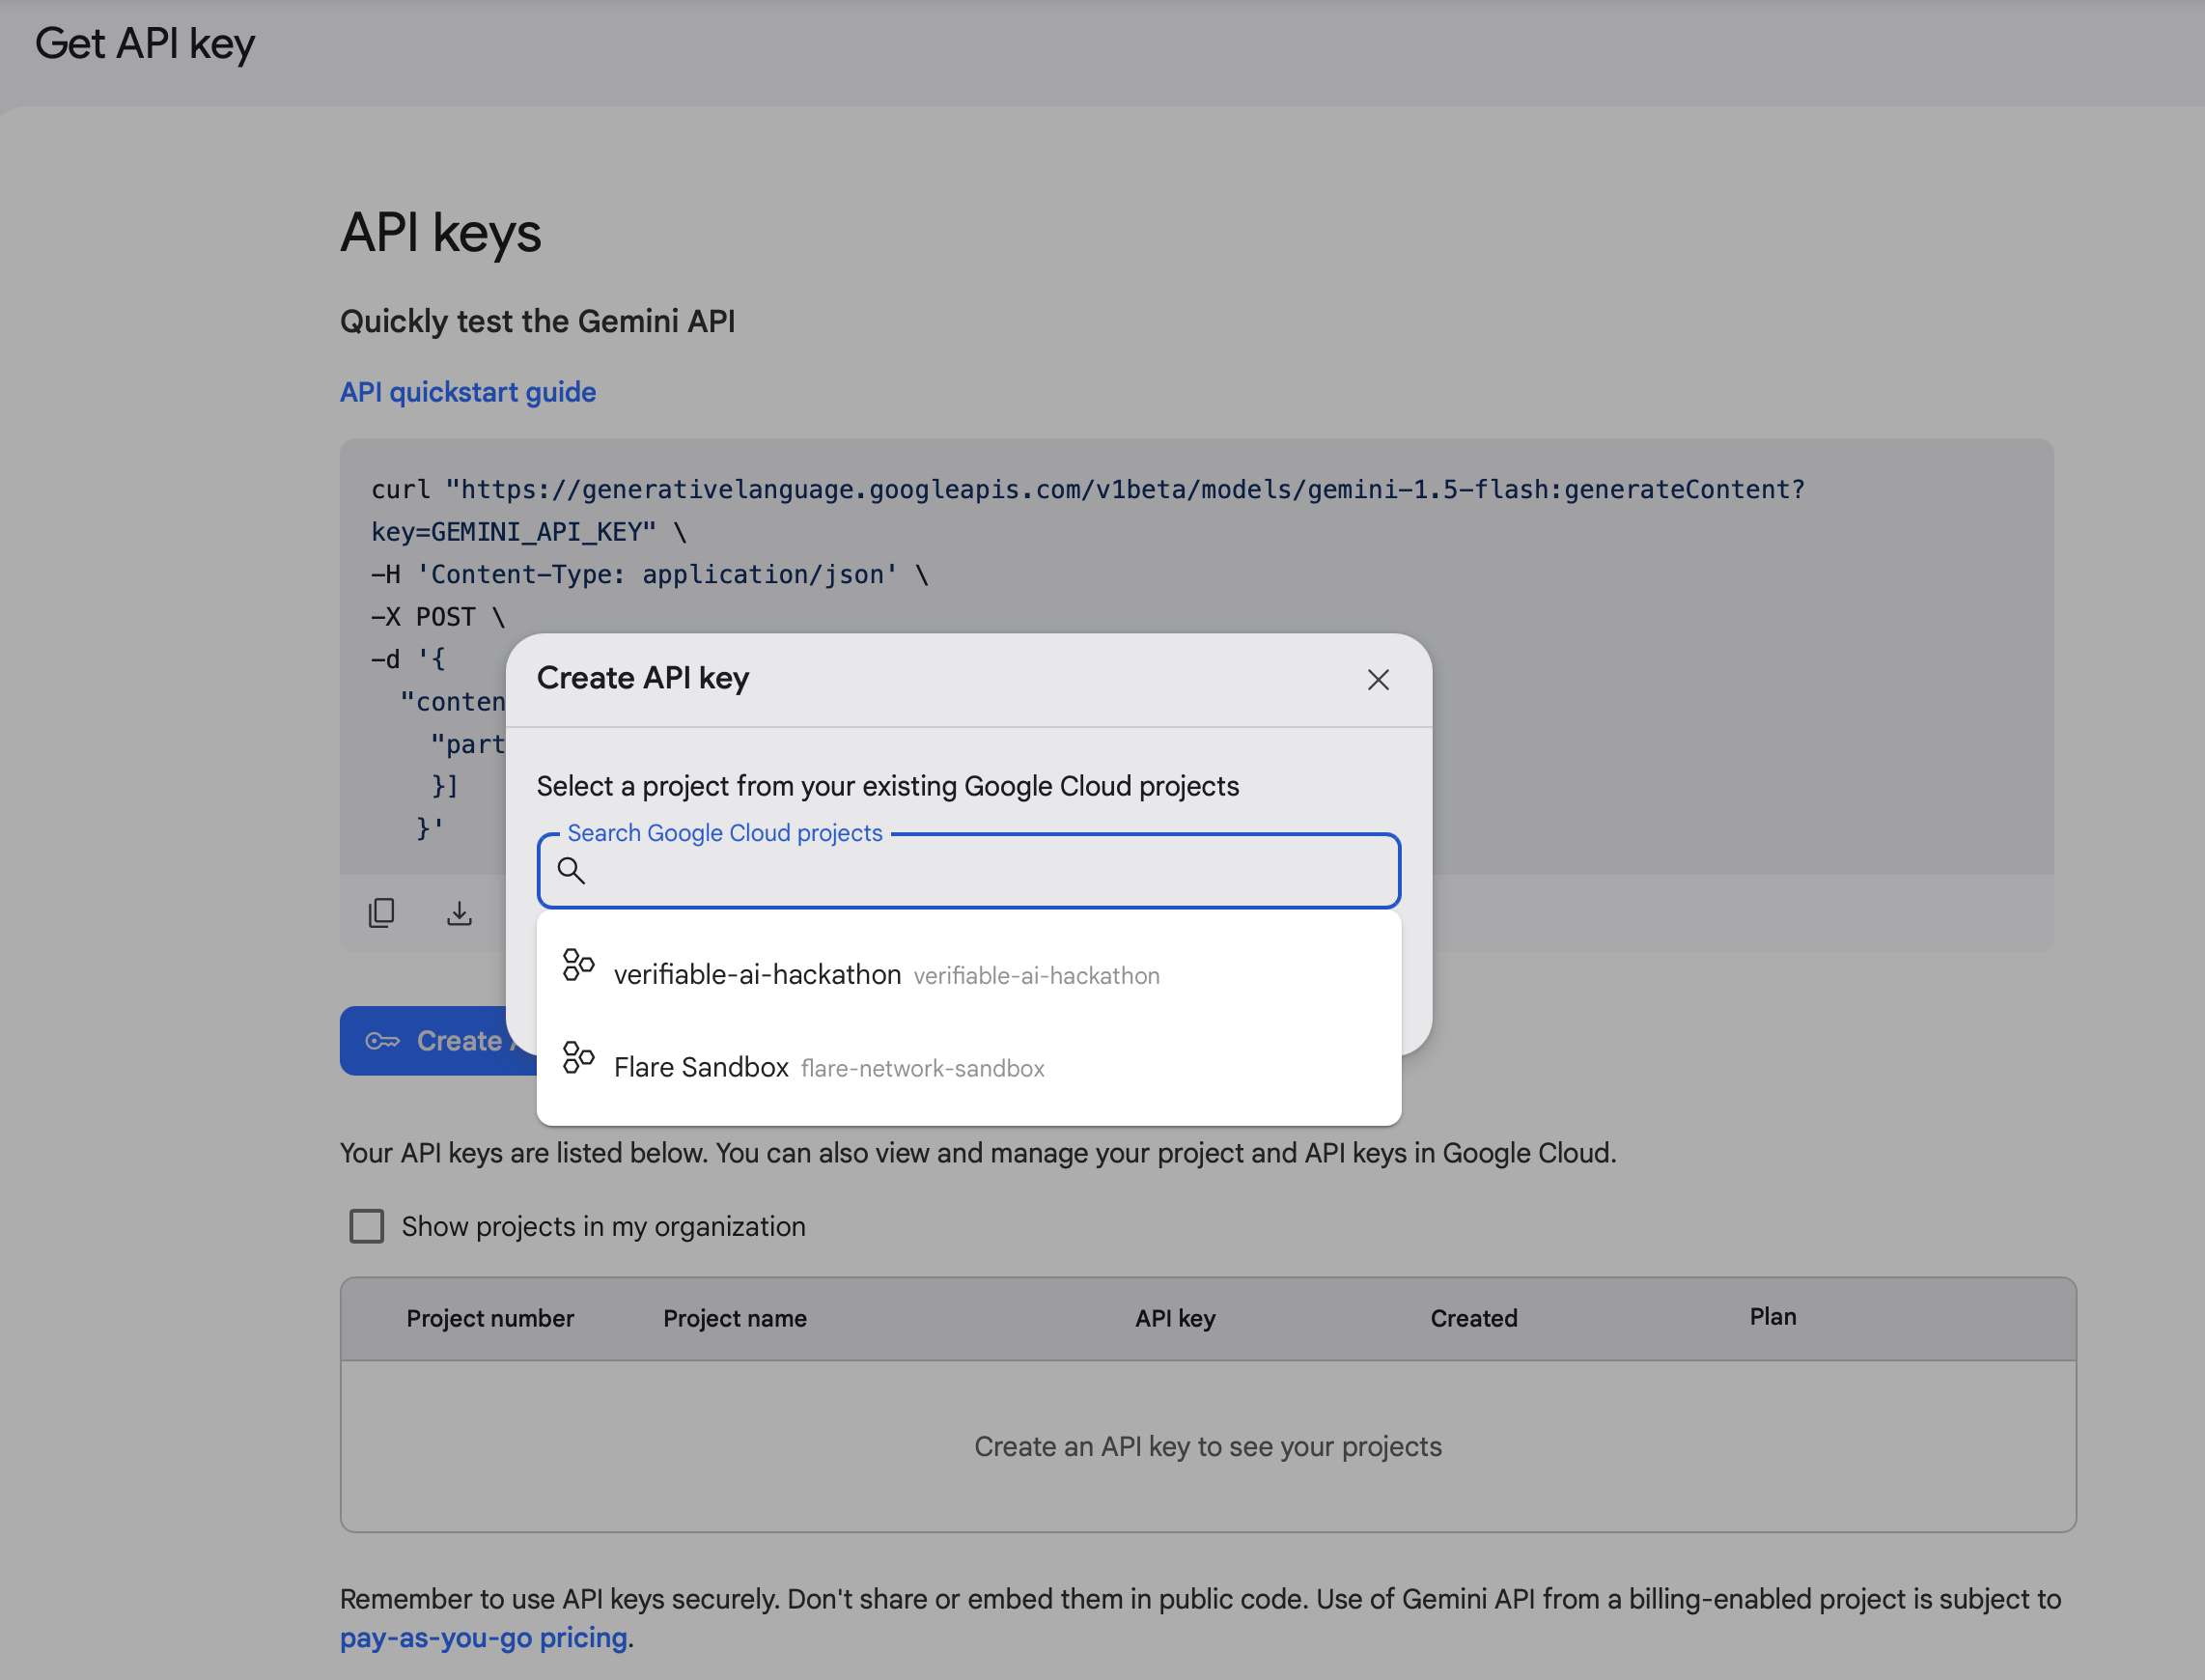 Get API key
API keys
Quickly test the Gemini API
API quickstart guide
curl "https://generativelanguage.googleapis.com/v1beta/models/gemini-1.5-flash:generateContent?
key=GEMINI_API_KEY" \
-H 'Content-Type: application/json' \
-X POST \
-d '{
"conten
"part
}]
}'
Create API key
Select a project from your existing Google Cloud projects
Search Google Cloud projects
verifiable-ai-hackathon verifiable-ai-hackathon
Flare Sandbox flare-network-sandbox
Create A
Your API keys are listed below. You can also view and manage your project and API keys in Google Cloud.
Show projects in my organization
Project number Project name API key Created Plan
Create an API key to see your projects
Remember to use API keys securely. Don't share or embed them in public code. Use of Gemini API from a billing-enabled project is subject to
pay-as-you-go pricing.